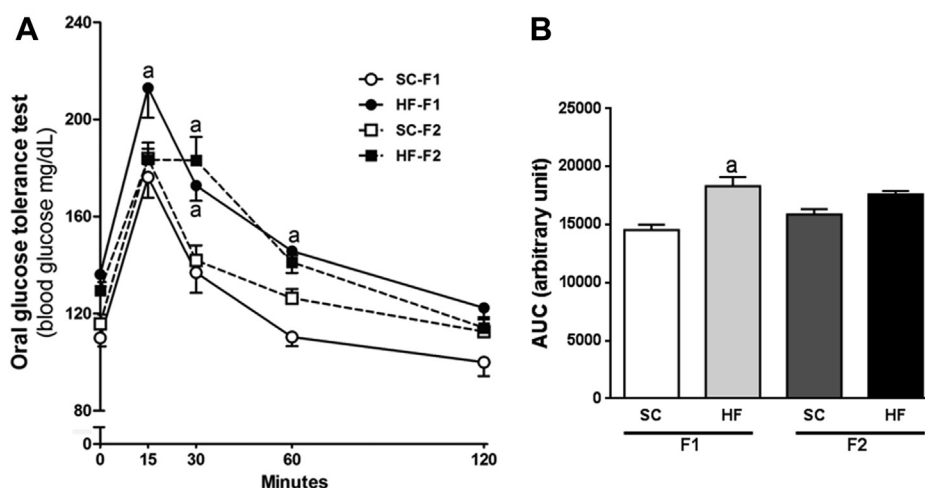 A
Oral glucose tolerance test
(blood glucose mg/dL)
240
200
160
120
80
0
a
a
a
a
SC-F1
HF-F1
SC-F2
HF-F2
0 15 30 60 120
Minutes
B
AUC (arbitrary unit)
25000
20000
15000
10000
5000
0
a
SC HF SC HF
F1 F2